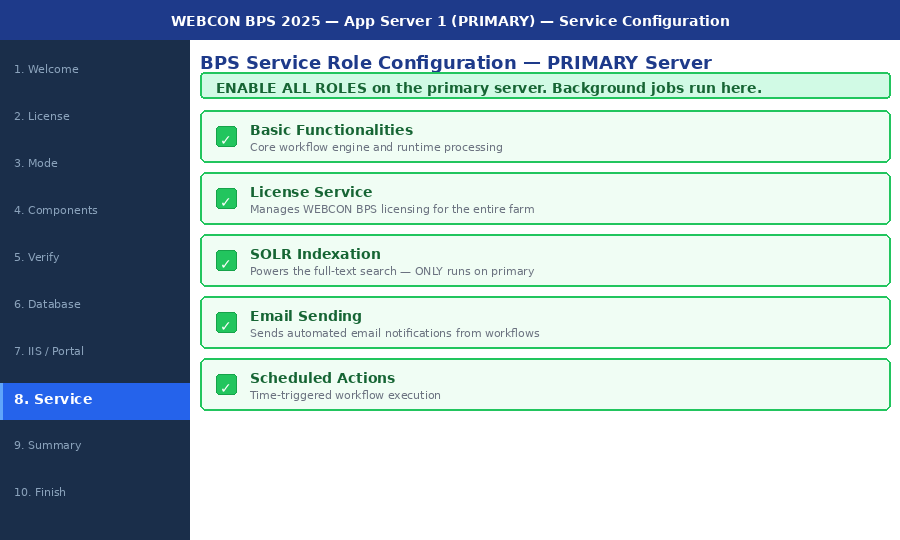 WEBCON BPS 2025 — App Server 1 (PRIMARY) — Service Configuration
1. Welcome
2. License
3. Mode
4. Components
5. Verify
6. Database
7. IIS / Portal
8. Service
9. Summary
10. Finish
BPS Service Role Configuration — PRIMARY Server
ENABLE ALL ROLES on the primary server. Background jobs run here.
✓ Basic Functionalities
Core workflow engine and runtime processing
✓ License Service
Manages WEBCON BPS licensing for the entire farm
✓ SOLR Indexation
Powers the full-text search — ONLY runs on primary
✓ Email Sending
Sends automated email notifications from workflows
✓ Scheduled Actions
Time-triggered workflow execution